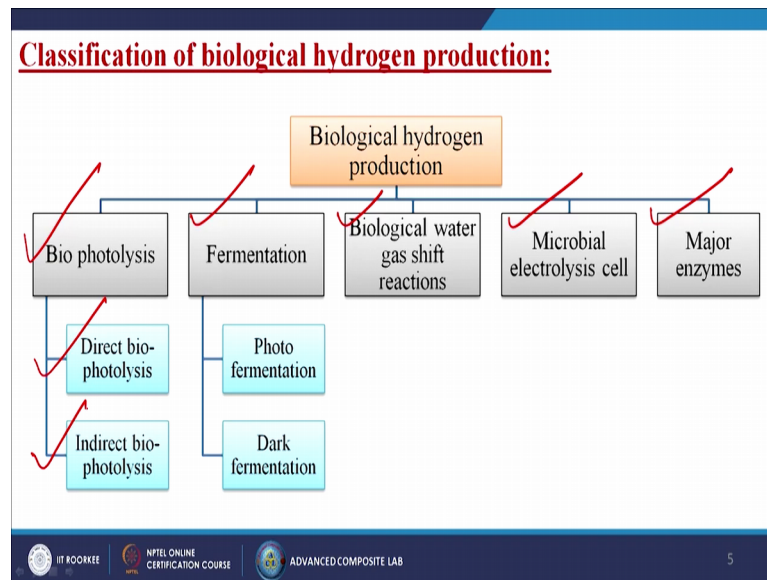 Classification of biological hydrogen production:
Biological hydrogen
production
Bio photolysis
Fermentation
Biological water
gas shift
reactions
Microbial
electrolysis cell
Major
enzymes
Direct bio-
photolysis
Photo
fermentation
Indirect bio-
photolysis
Dark
fermentation
IIT ROORKEE
NPTEL ONLINE
CERTIFICATION COURSE
ADVANCED COMPOSITE LAB
5